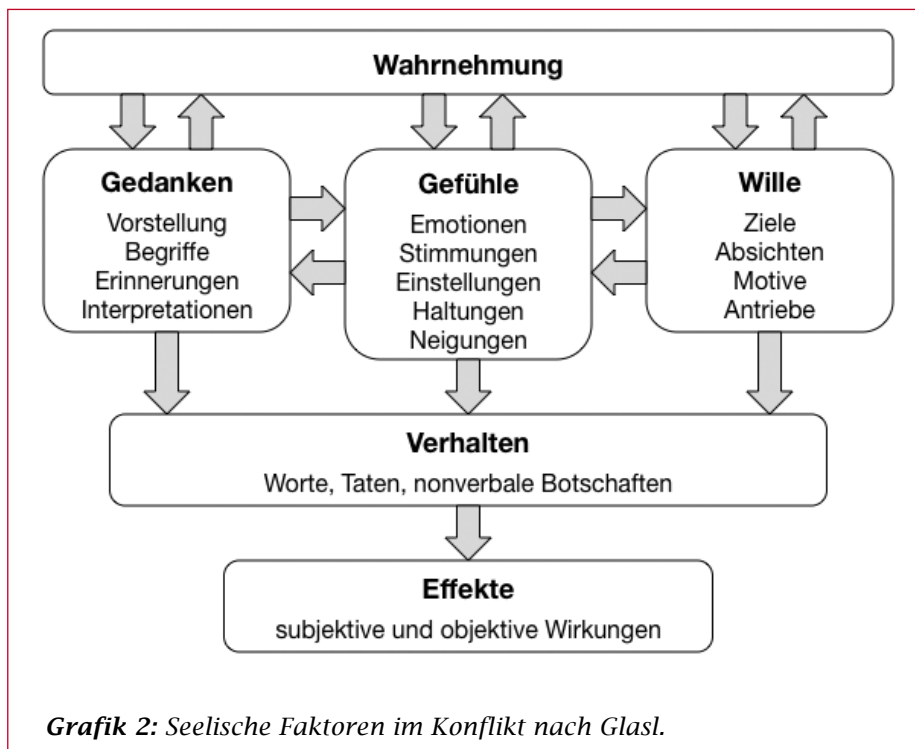 Wahrnehmung
Gedanken
Vorstellung
Begriffe
Erinnerungen
Interpretationen
Gefühle
Emotionen
Stimmungen
Einstellungen
Haltungen
Neigungen
Wille
Ziele
Absichten
Motive
Antriebe
Verhalten
Worte, Taten, nonverbale Botschaften
Effekte
subjektive und objektive Wirkungen
Grafik 2: Seelische Faktoren im Konflikt nach Glasl.